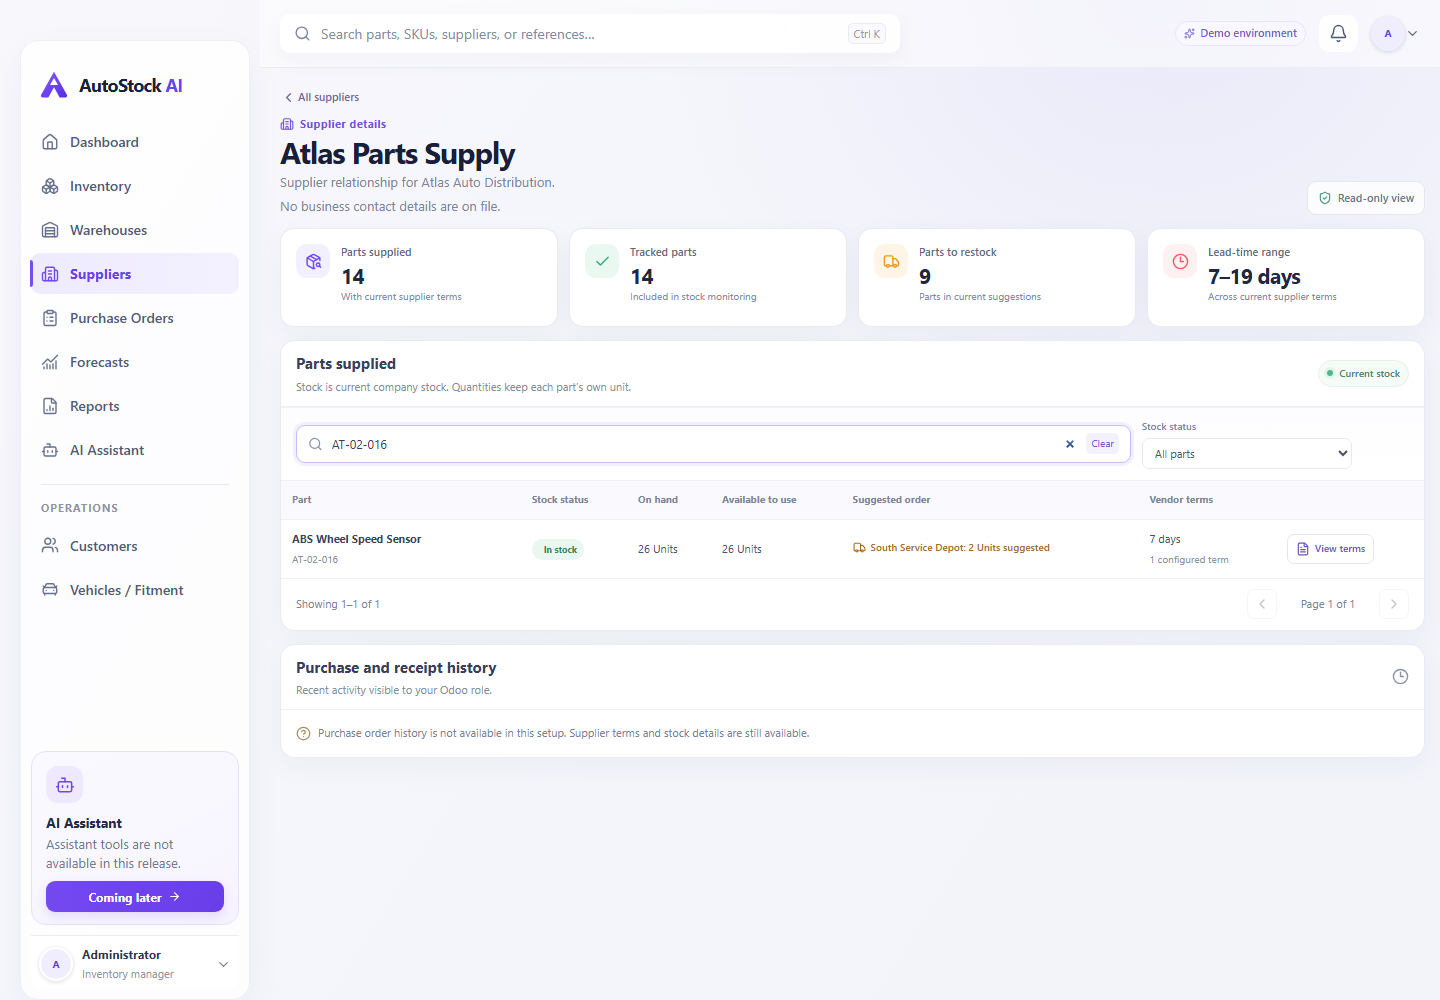 AutoStock AI
Dashboard
Inventory
Warehouses
Suppliers
Purchase Orders
Forecasts
Reports
AI Assistant
OPERATIONS
Customers
Vehicles / Fitment
AI Assistant
Assistant tools are not
available in this release.
Coming later
A
Administrator
Inventory manager
Search parts, SKUs, suppliers, or references...
Ctrl K
Demo environment
A
All suppliers
Supplier details
Atlas Parts Supply
Supplier relationship for Atlas Auto Distribution.
No business contact details are on file.
Read-only view
Parts supplied
14
With current supplier terms
Tracked parts
14
Included in stock monitoring
Parts to restock
9
Parts in current suggestions
Lead-time range
7–19 days
Across current supplier terms
Parts supplied
Stock is current company stock. Quantities keep each part's own unit.
Current stock
AT-02-016
Clear
Stock status
All parts
Part Stock status On hand Available to use Suggested order Vendor terms
ABS Wheel Speed Sensor
AT-02-016
In stock
26 Units
26 Units
South Service Depot: 2 Units suggested
7 days
1 configured term
View terms
Showing 1–1 of 1
Page 1 of 1
Purchase and receipt history
Recent activity visible to your Odoo role.
Purchase order history is not available in this setup. Supplier terms and stock details are still available.